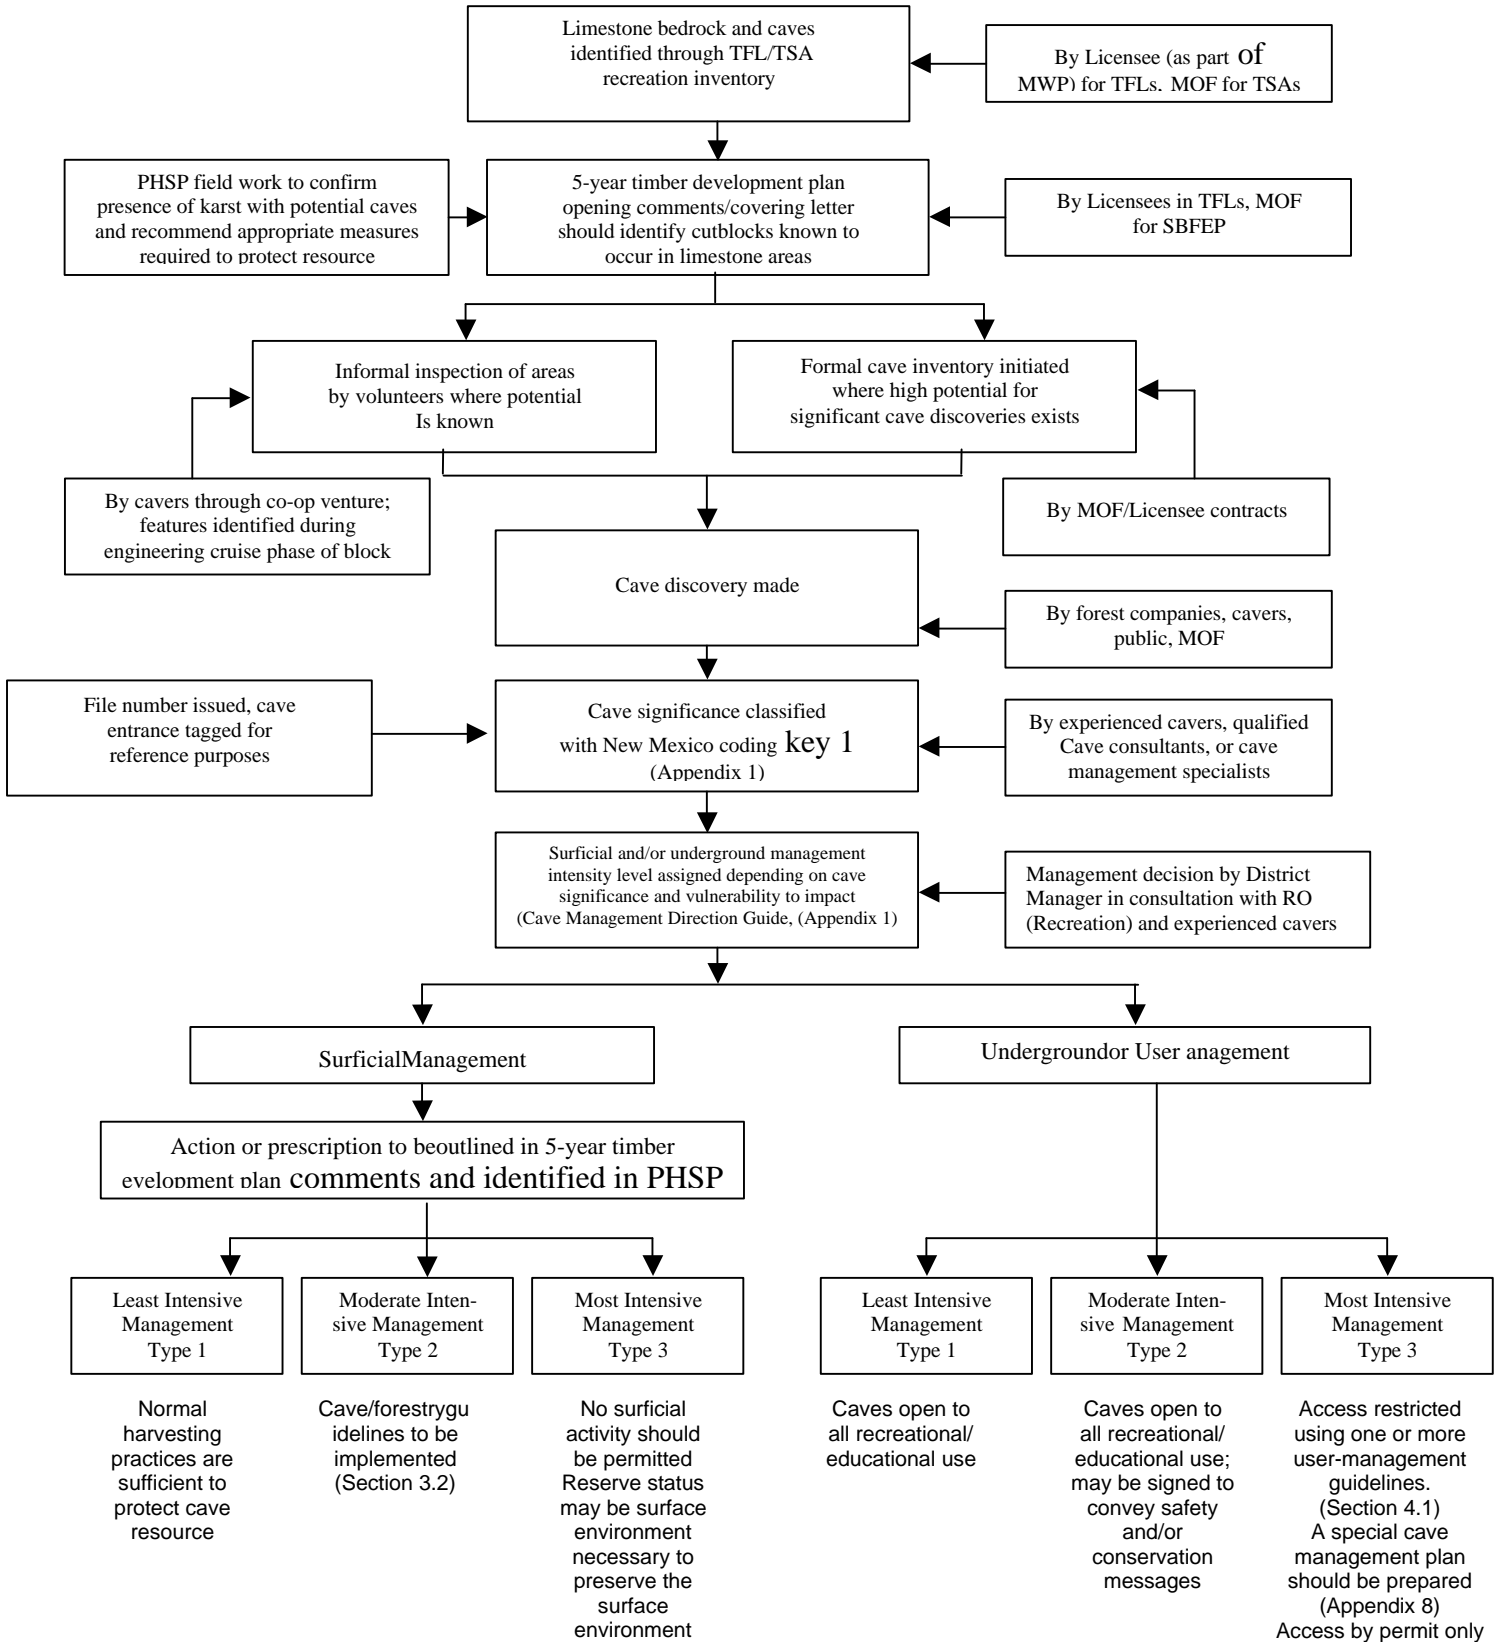 Limestone bedrock and caves
identified through TFL/TSA
recreation inventory
By Licensee (as part of
MWP) for TFLs. MOF for TSAs
PHSP field work to confirm
presence of karst with potential caves
and recommend appropriate measures
required to protect resource
5-year timber development plan
opening comments/covering letter
should identify cutblocks known to
occur in limestone areas
By Licensees in TFLs, MOF
for SBFEP
Informal inspection of areas
by volunteers where potential
Is known
Formal cave inventory initiated
where high potential for
significant cave discoveries exists
By cavers through co-op venture;
features identified during
engineering cruise phase of block
By MOF/Licensee contracts
Cave discovery made
By forest companies, cavers,
public, MOF
File number issued, cave
entrance tagged for
reference purposes
Cave significance classified
with New Mexico coding key 1
(Appendix 1)
By experienced cavers, qualified
Cave consultants, or cave
management specialists
Surficial and/or underground management
intensity level assigned depending on cave
significance and vulnerability to impact
(Cave Management Direction Guide, (Appendix 1)
Management decision by District
Manager in consultation with RO
(Recreation) and experienced cavers
SurficialManagement
Undergroundor User anagement
Action or prescription to beoutlined in 5-year timber
evelopment plan comments and identified in PHSP
Least Intensive
Management
Type 1
Moderate Inten-
sive Management
Type 2
Most Intensive
Management
Type 3
Least Intensive
Management
Type 1
Moderate Inten-
sive Management
Type 2
Most Intensive
Management
Type 3
Normal
harvesting
practices are
sufficient to
protect cave
resource
Cave/forestrygu
idelines to be
implemented
(Section 3.2)
No surficial
activity should
be permitted
Reserve status
may be surface
environment
necessary to
preserve the
surface
environment
Caves open to
all recreational/
educational use
Caves open to
all recreational/
educational use;
may be signed to
convey safety
and/or
conservation
messages
Access restricted
using one or more
user-management
guidelines.
(Section 4.1)
A special cave
management plan
should be prepared
(Appendix 8)
Access by permit only